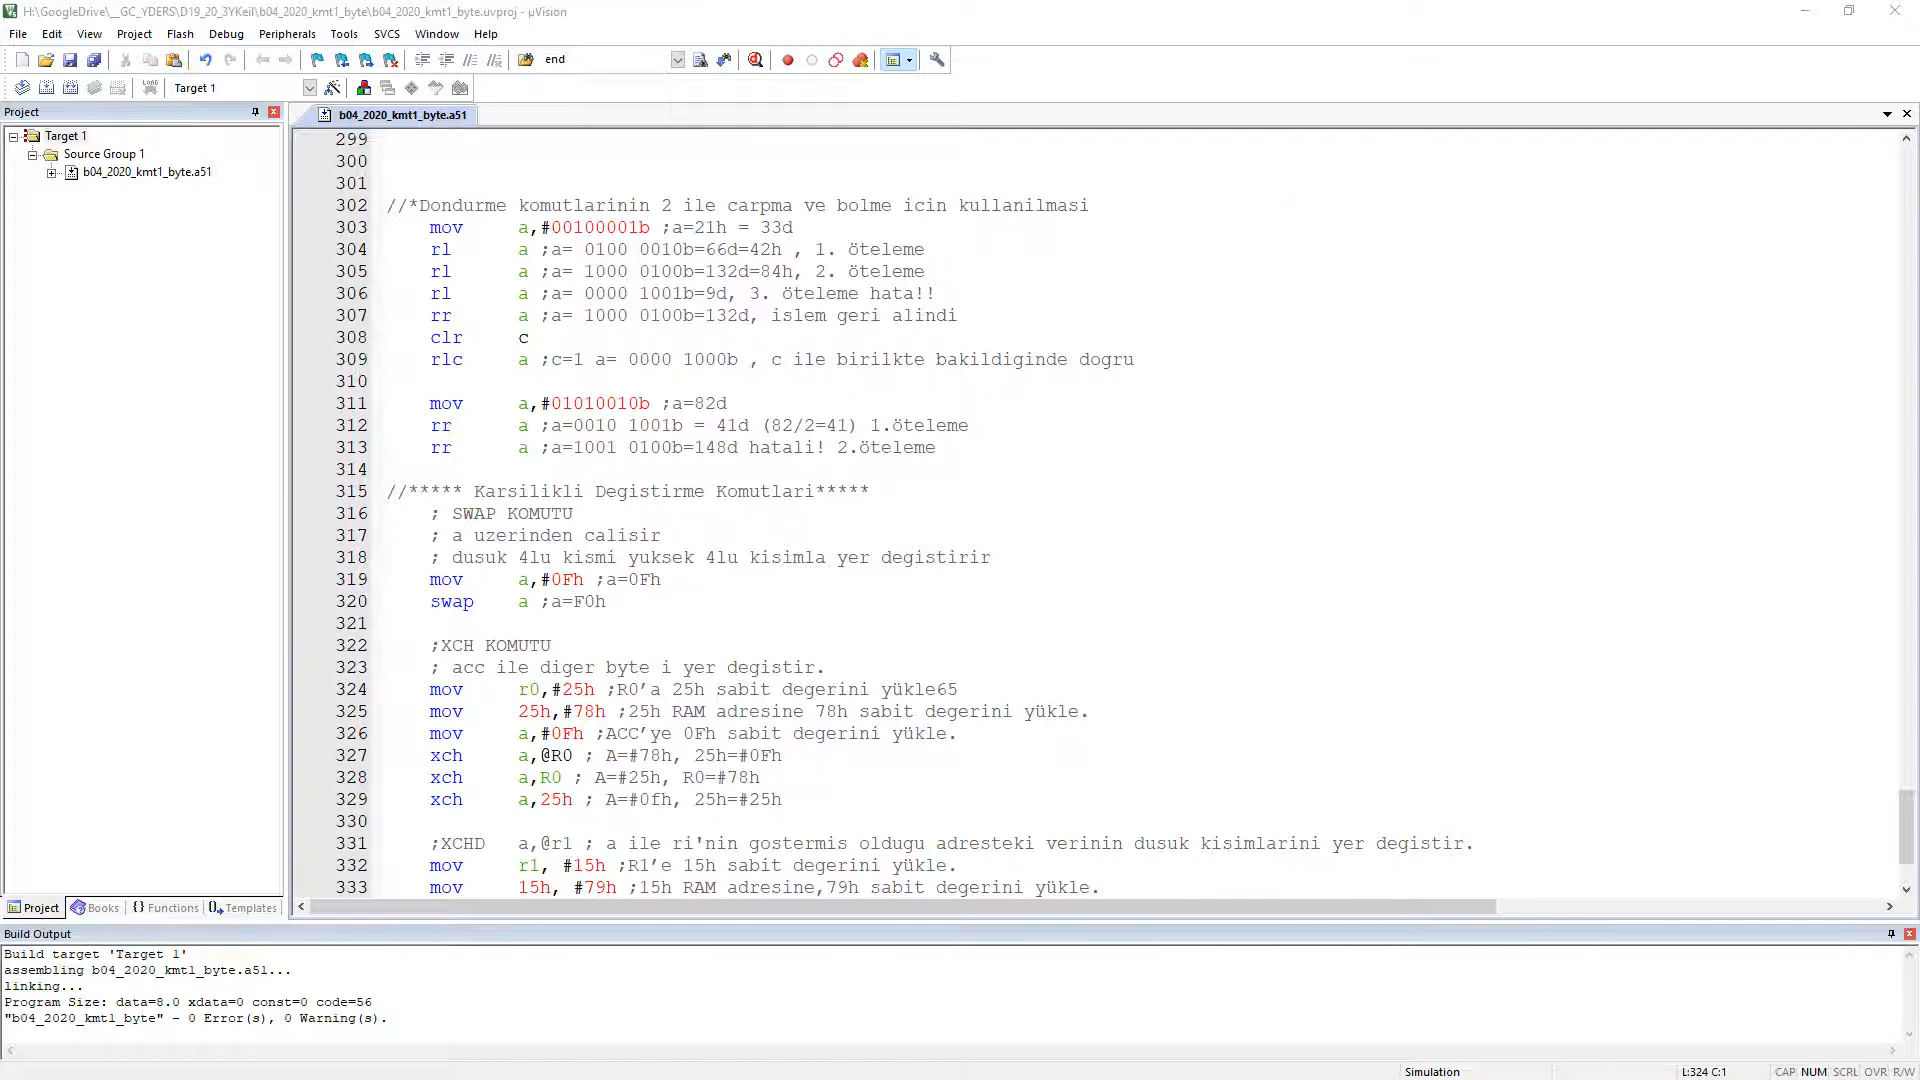 H:\GoogleDrive\__GC_YDERS\D19_20_3YKeil\b04_2020_kmt1_byte\b04_2020_kmt1_byte.uvproj - µVision
File Edit View Project Flash Debug Peripherals Tools SVCS Window Help
end
LOAD Target 1
Project
b04_2020_kmt1_byte.a51
Target 1
Source Group 1
b04_2020_kmt1_byte.a51
299
300
301
302 //*Dondurme komutlarinin 2 ile carpma ve bolme icin kullanilmasi
303 mov a,#00100001b ;a=21h = 33d
304 rl a ;a= 0100 0010b=66d=42h , 1. öteleme
305 rl a ;a= 1000 0100b=132d=84h, 2. öteleme
306 rl a ;a= 0000 1001b=9d, 3. öteleme hata!!
307 rr a ;a= 1000 0100b=132d, islem geri alindi
308 clr c
309 rlc a ;c=1 a= 0000 1000b , c ile birilkte bakildiginde dogru
310
311 mov a,#01010010b ;a=82d
312 rr a ;a=0010 1001b = 41d (82/2=41) 1.öteleme
313 rr a ;a=1001 0100b=148d hatali! 2.öteleme
314
315 //***** Karsilikli Degistirme Komutlari*****
316 ; SWAP KOMUTU
317 ; a uzerinden calisir
318 ; dusuk 4lu kismi yuksek 4lu kisimla yer degistirir
319 mov a,#0Fh ;a=0Fh
320 swap a ;a=F0h
321
322 ;XCH KOMUTU
323 ; acc ile diger byte i yer degistir.
324 mov r0,#25h ;R0’a 25h sabit degerini yükle65
325 mov 25h,#78h ;25h RAM adresine 78h sabit degerini yükle.
326 mov a,#0Fh ;ACC’ye 0Fh sabit degerini yükle.
327 xch a,@R0 ; A=#78h, 25h=#0Fh
328 xch a,R0 ; A=#25h, R0=#78h
329 xch a,25h ; A=#0fh, 25h=#25h
330
331 ;XCHD a,@r1 ; a ile ri'nin gostermis oldugu adresteki verinin dusuk kisimlarini yer degistir.
332 mov r1, #15h ;R1’e 15h sabit degerini yükle.
333 mov 15h, #79h ;15h RAM adresine,79h sabit degerini yükle.
Project Books {} Functions Templates
Build Output
Build target 'Target 1'
assembling b04_2020_kmt1_byte.a51...
linking...
Program Size: data=8.0 xdata=0 const=0 code=56
"b04_2020_kmt1_byte" - 0 Error(s), 0 Warning(s).
Simulation L:324 C:1 CAP NUM SCRL OVR R/W